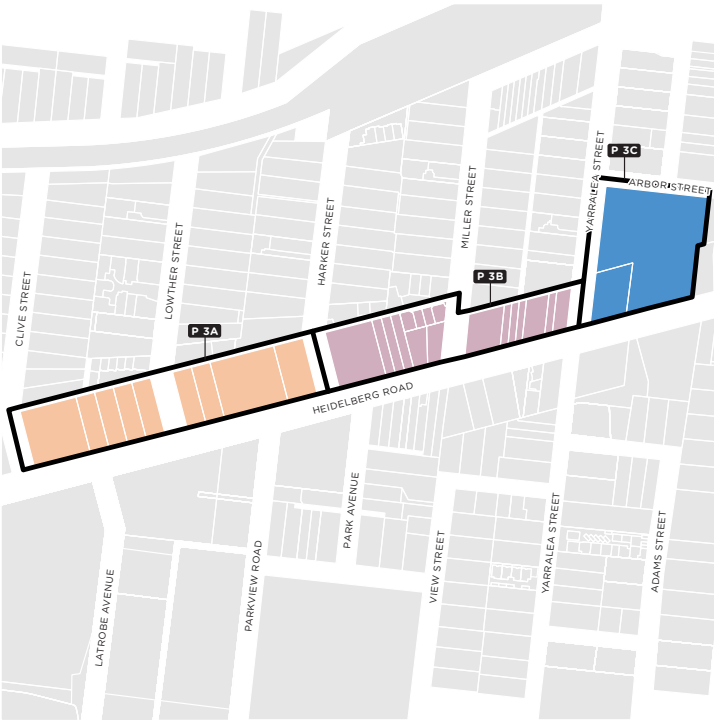 P 3C
ARBOR STREET
YARRALEA STREET
MILLER STREET
HARKER STREET
LOWTHER STREET
CLIVE STREET
P 3B
P 3A
HEIDELBERG ROAD
PARK AVENUE
VIEW STREET
YARRALEA STREET
ADAMS STREET
PARKVIEW ROAD
LATROBE AVENUE